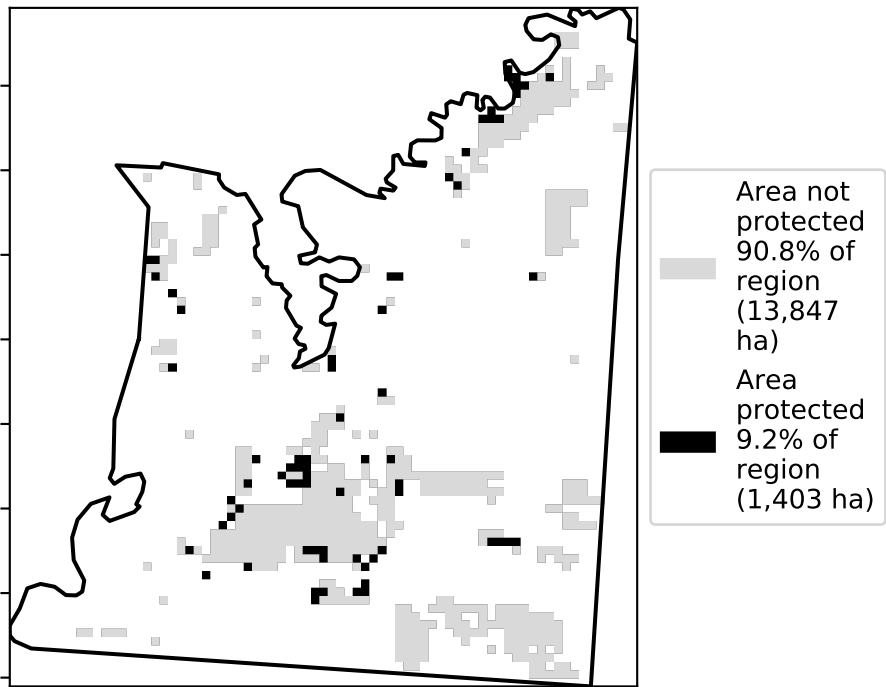 Area not
protected
90.8% of
region
(13,847
ha)
Area
protected
9.2% of
region
(1,403 ha)